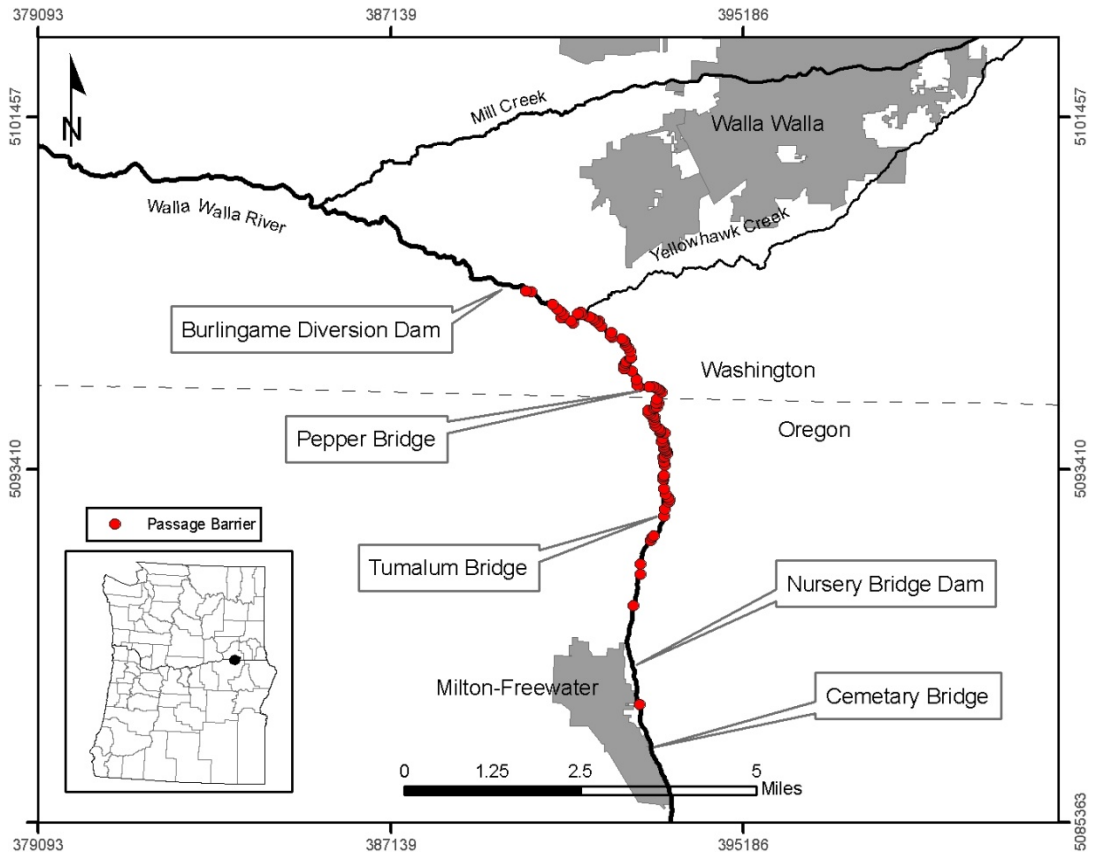 379093
387139
395186
5101457
5101457
N
Mill Creek
Walla Walla
Walla Walla River
Yellowhawk Creek
Burlingame Diversion Dam
Washington
Pepper Bridge
Oregon
5093410
5093410
Passage Barrier
Tumalum Bridge
Nursery Bridge Dam
Milton-Freewater
Cemetary Bridge
0 1.25 2.5 5
Miles
5085363
379093
387139
395186